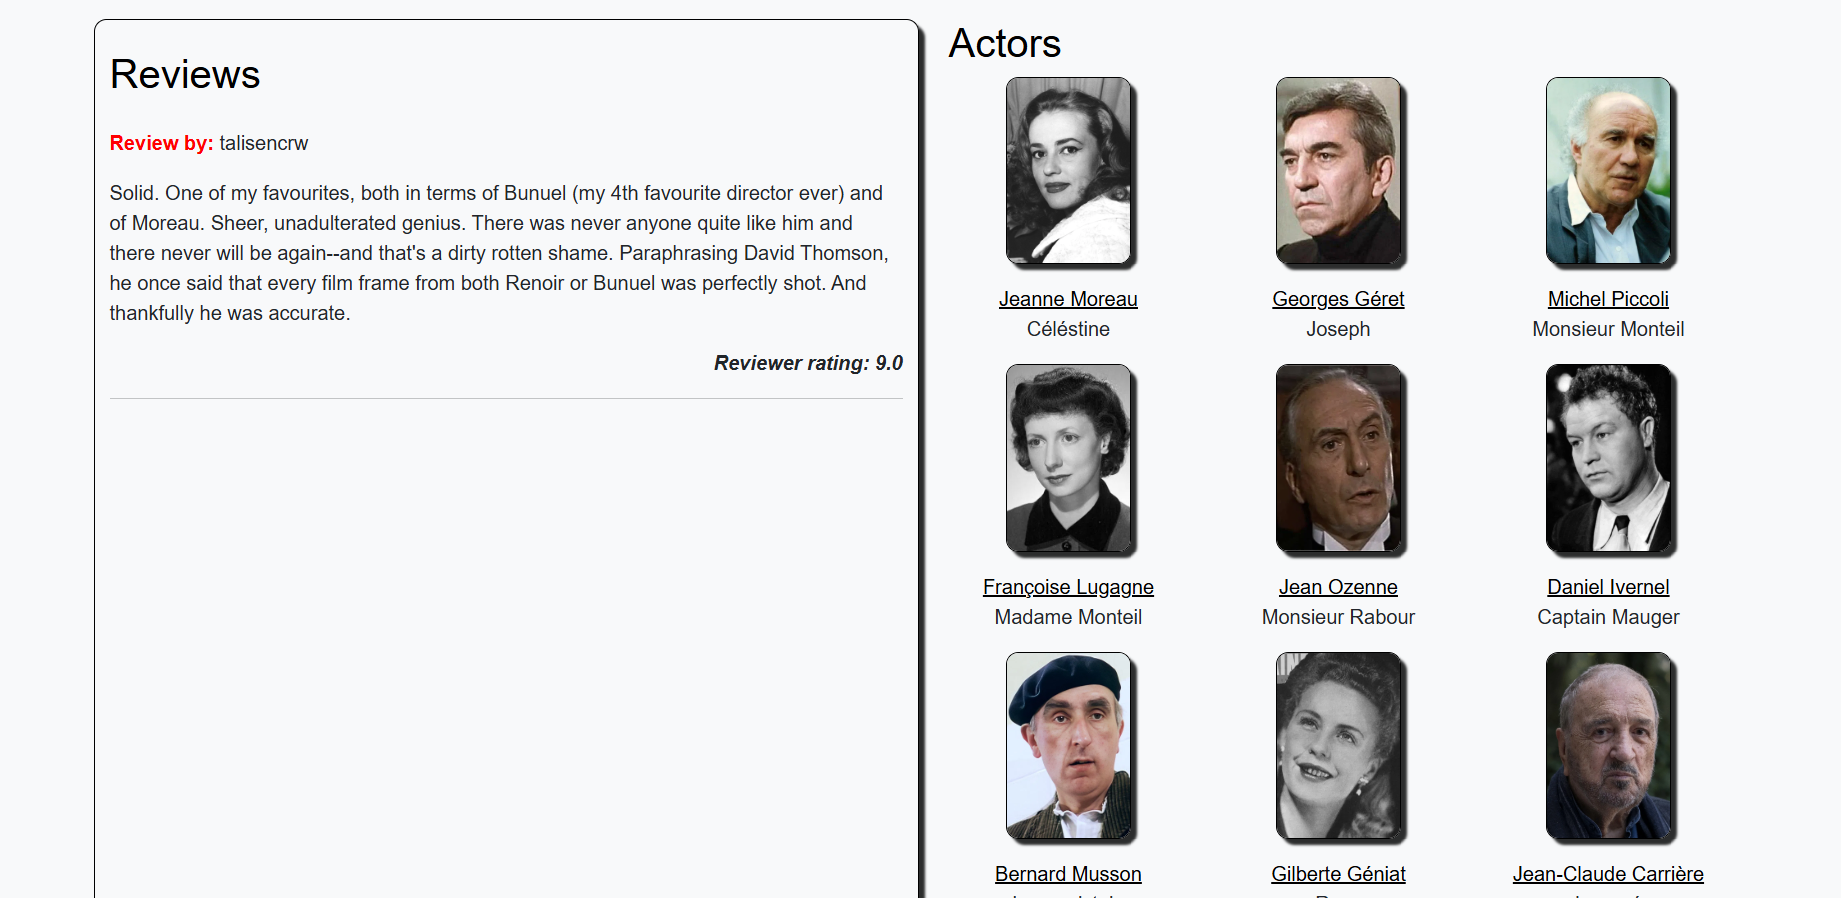 Reviews
Review by: talisencrw
Solid. One of my favourites, both in terms of Bunuel (my 4th favourite director ever) and
of Moreau. Sheer, unadulterated genius. There was never anyone quite like him and
there never will be again--and that's a dirty rotten shame. Paraphrasing David Thomson,
he once said that every film frame from both Renoir or Bunuel was perfectly shot. And
thankfully he was accurate.
Reviewer rating: 9.0
Actors
Jeanne Moreau
Céléstine
Georges Géret
Joseph
Michel Piccoli
Monsieur Monteil
Françoise Lugagne
Madame Monteil
Jean Ozenne
Monsieur Rabour
Daniel Ivernel
Captain Mauger
Bernard Musson
Gilberte Géniat
Jean-Claude Carrière